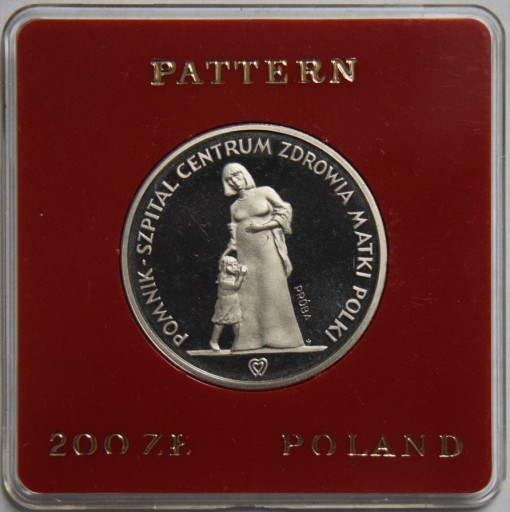 PATTERN
POMNIK - SZPITAL CENTRUM ZDROWIA MATKI POLKI
PRÓBA
200 ZŁ POLAND